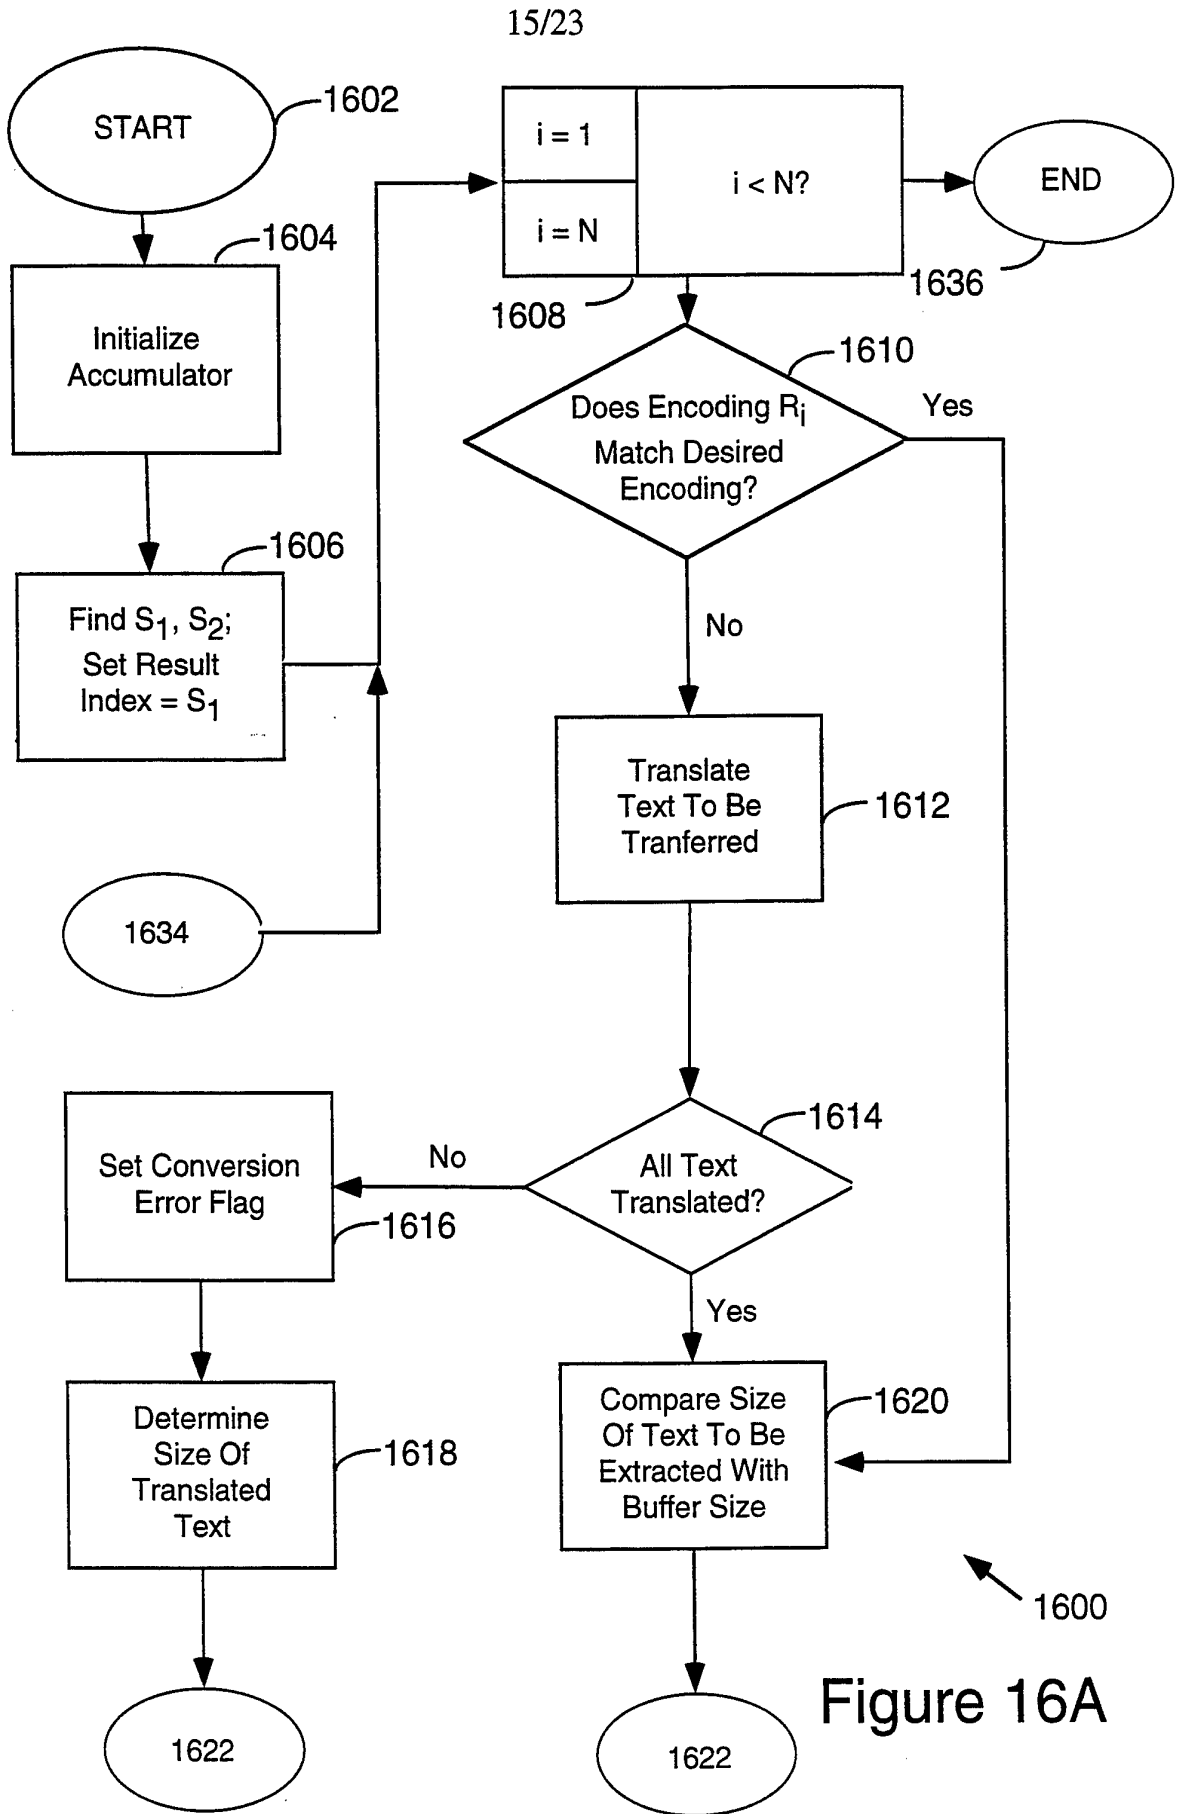 15/23
START
1602
1604
Initialize
Accumulator
1606
Find S1, S2;
Set Result
Index = S1
1634
i = 1
i = N
i < N?
1608
END
1636
1610
Does Encoding Ri
Match Desired
Encoding?
Yes
No
Translate
Text To Be
Tranferred
1612
1614
All Text
Translated?
No
Set Conversion
Error Flag
1616
Yes
Determine
Size Of
Translated
Text
1618
Compare Size
Of Text To Be
Extracted With
Buffer Size
1620
1622
1622
1600
Figure 16A